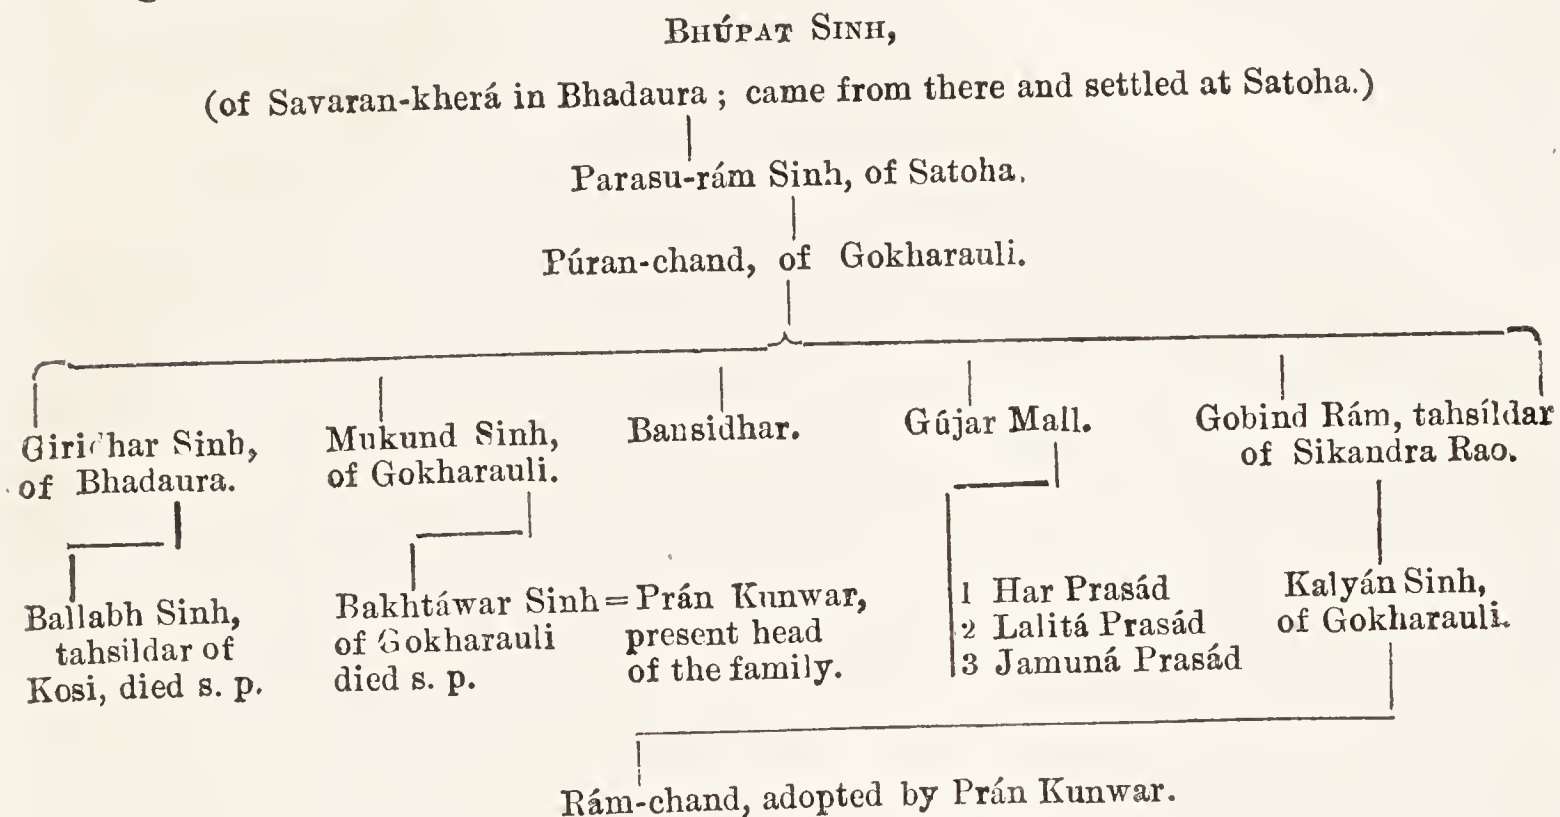 BHÚPAT SINH,
(of Savaran-kherá in Bhadaura ; came from there and settled at Satoha.)
Parasu-rám Sinh, of Satoha.
Púran-chand, of Gokharauli.
Giridhar Sinh,
of Bhadaura.
Mukund Sinh,
of Gokharauli.
Bansidhar.
Gújar Mall.
Gobind Rám, tahsíldar
of Sikandra Rao.
Ballabh Sinh,
tahsildar of
Kosi, died s. p.
Bakhtáwar Sinh = Prán Kunwar,
of Gokharauli
died s. p.
present head
of the family.
1 Har Prasád
2 Lalitá Prasád
3 Jamuná Prasád
Kalyán Sinh,
of Gokharauli.
Rám-chand, adopted by Prán Kunwar.